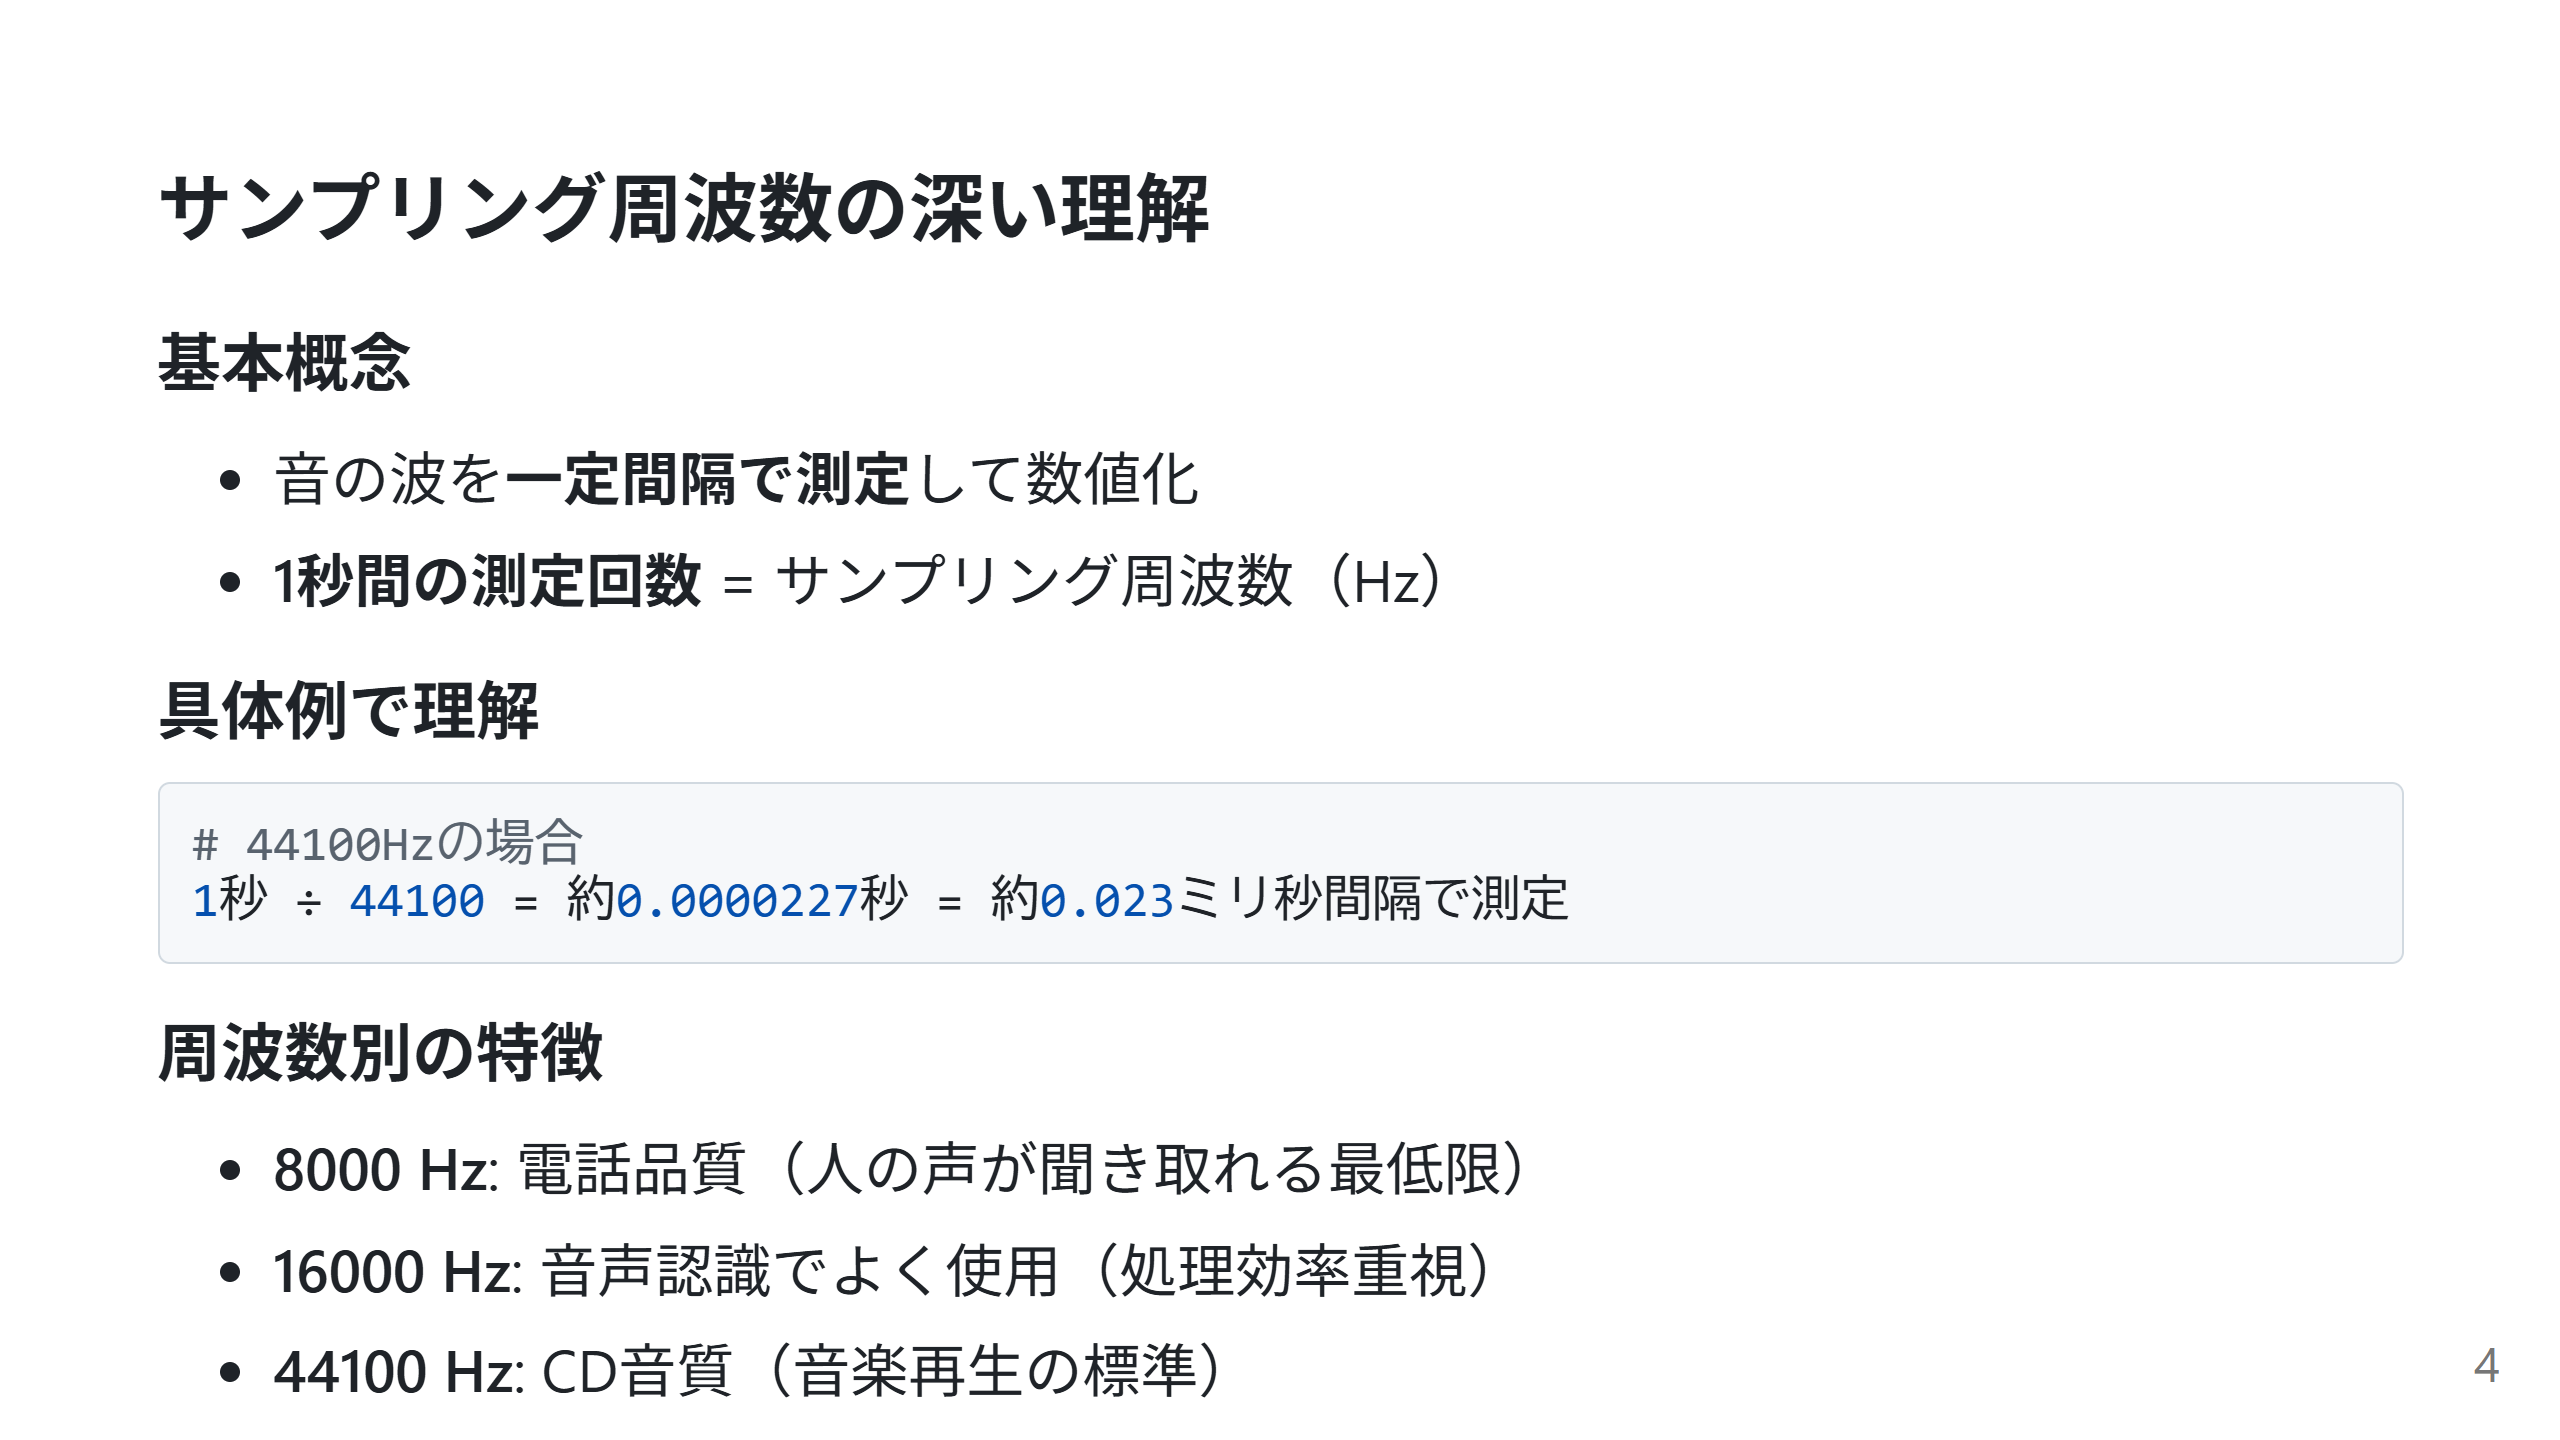 サンプリング周波数の深い理解
基本概念
• 音の波を一定間隔で測定して数値化
• 1秒間の測定回数 = サンプリング周波数（Hz）
具体例で理解
# 44100Hzの場合
1秒 ÷ 44100 = 約0.0000227秒 = 約0.023ミリ秒間隔で測定
周波数別の特徴
• 8000 Hz: 電話品質（人の声が聞き取れる最低限）
• 16000 Hz: 音声認識でよく使用（処理効率重視）
• 44100 Hz: CD音質（音楽再生の標準）
4